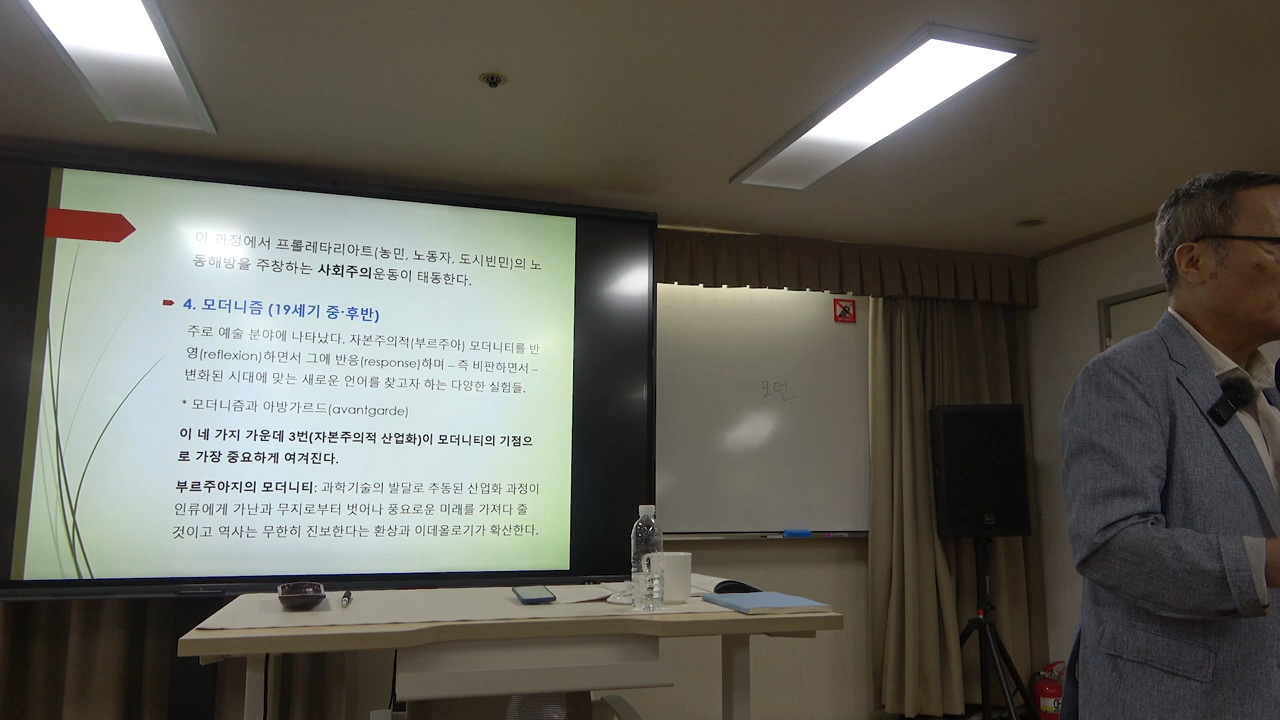 이 과정에서 프롤레타리아트(농민, 노동자, 도시빈민)의 노
동해방을 주창하는 사회주의운동이 태동한다.
4. 모더니즘 (19세기 중·후반)
주로 예술 분야에 나타났다. 자본주의적(부르주아) 모더니티를 반
영(reflexion)하면서 그에 반응(response)하며 – 즉 비판하면서 –
변화된 시대에 맞는 새로운 언어를 찾고자 하는 다양한 실험들.
* 모더니즘과 아방가르드(avantgarde)
이 네 가지 가운데 3번(자본주의적 산업화)이 모더니티의 기점으
로 가장 중요하게 여겨진다.
부르주아지의 모더니티: 과학기술의 발달로 추동된 산업화 과정이
인류에게 가난과 무지로부터 벗어나 풍요로운 미래를 가져다 줄
것이고 역사는 무한히 진보한다는 환상과 이데올로기가 확산한다.
모던